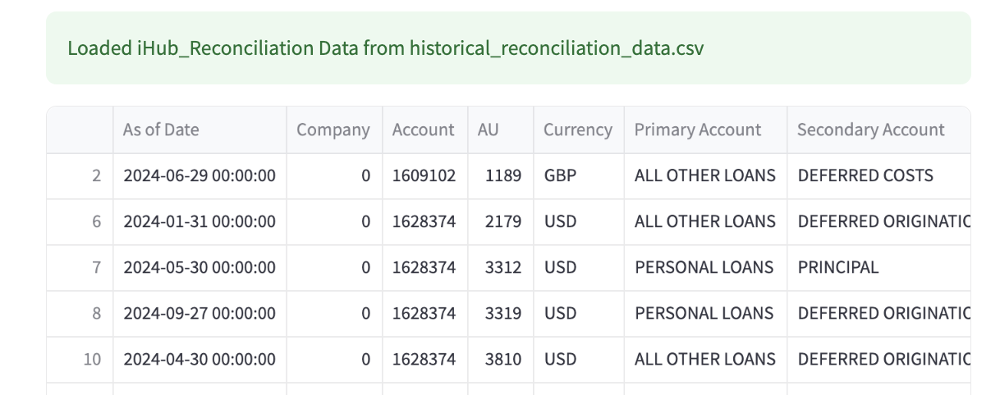 Loaded iHub_Reconciliation Data from historical_reconciliation_data.csv
As of Date Company Account AU Currency Primary Account Secondary Account
2 2024-06-29 00:00:00 0 1609102 1189 GBP ALL OTHER LOANS DEFERRED COSTS
6 2024-01-31 00:00:00 0 1628374 2179 USD ALL OTHER LOANS DEFERRED ORIGINATIC
7 2024-05-30 00:00:00 0 1628374 3312 USD PERSONAL LOANS PRINCIPAL
8 2024-09-27 00:00:00 0 1628374 3319 USD PERSONAL LOANS DEFERRED ORIGINATIC
10 2024-04-30 00:00:00 0 1628374 3810 USD ALL OTHER LOANS DEFERRED ORIGINATIC